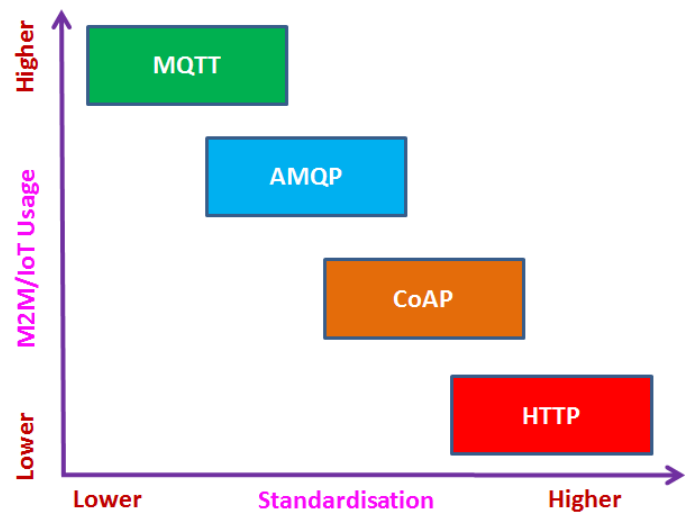 Higher
M2M/IoT Usage
Lower
MQTT
AMQP
CoAP
HTTP
Lower
Standardisation
Higher